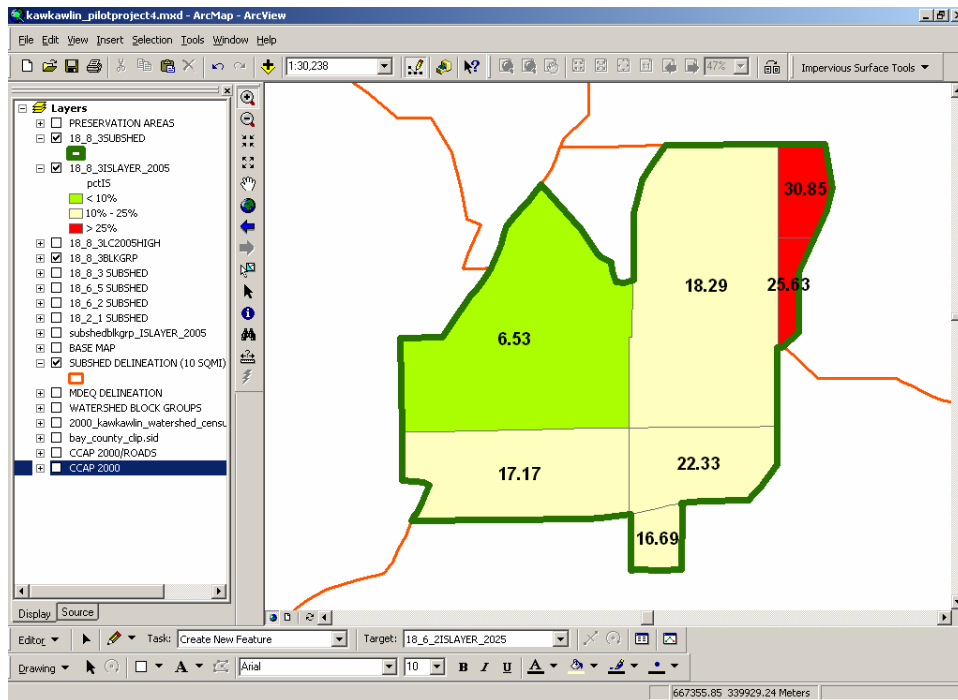 kawkawlin_pilotproject4.mxd - ArcMap - ArcView
File Edit View Insert Selection Tools Window Help
1:30,238 47% Impervious Surface Tools
Layers
PRESERVATION AREAS
18_8_3SUBSHED
18_8_3ISLAYER_2005
pctIS
< 10%
10% - 25%
> 25%
18_8_3LC2005HIGH
18_8_3BLKGRP
18_8_3 SUBSHED
18_6_5 SUBSHED
18_6_2 SUBSHED
18_2_1 SUBSHED
subshedblkgrp_ISLAYER_2005
BASE MAP
SUBSHED DELINEATION (10 SQMI)
MDEQ DELINEATION
WATERSHED BLOCK GROUPS
2000_kawkawlin_watershed_censu
bay_county_clip.sid
CCAP 2000/ROADS
CCAP 2000
30.85
25.63
18.29
6.53
17.17
22.33
16.69
Display Source
Editor Task: Create New Feature Target: 18_6_2ISLAYER_2025
Drawing A Arial 10 B I U A
667355.85 339929.24 Meters